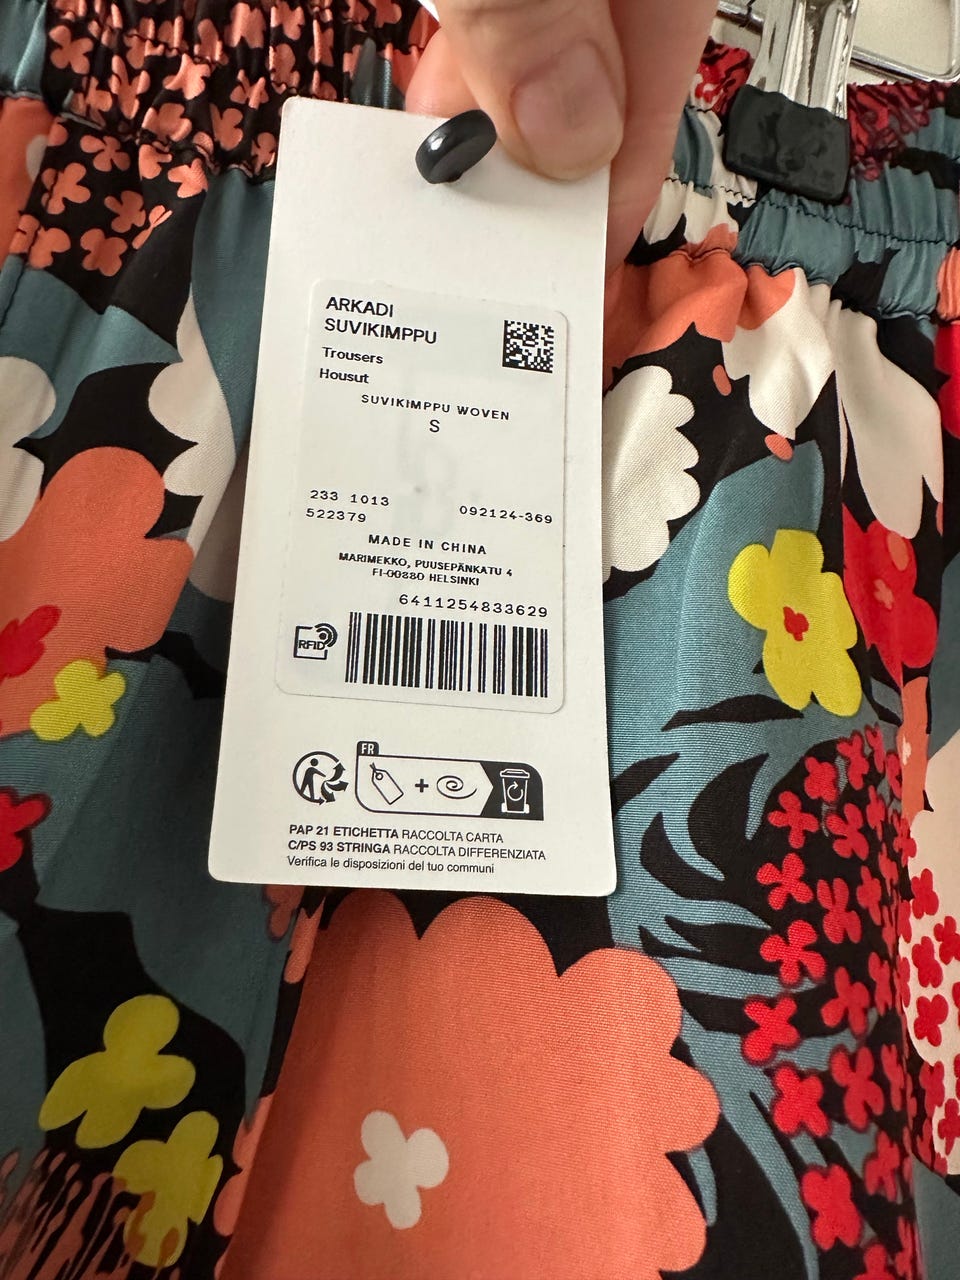 ARKADI
SUVIKIMPPU
Trousers
Housut
SUVIKIMPPU WOVEN
S
233 1013 092124-369
522379
MADE IN CHINA
MARIMEKKO, PUUSEPÄNKATU 4
FI-00880 HELSINKI
6411254833629
RFID
FR
PAP 21 ETICHETTA RACCOLTA CARTA
C/PS 93 STRINGA RACCOLTA DIFFERENZIATA
Verifica le disposizioni del tuo communi